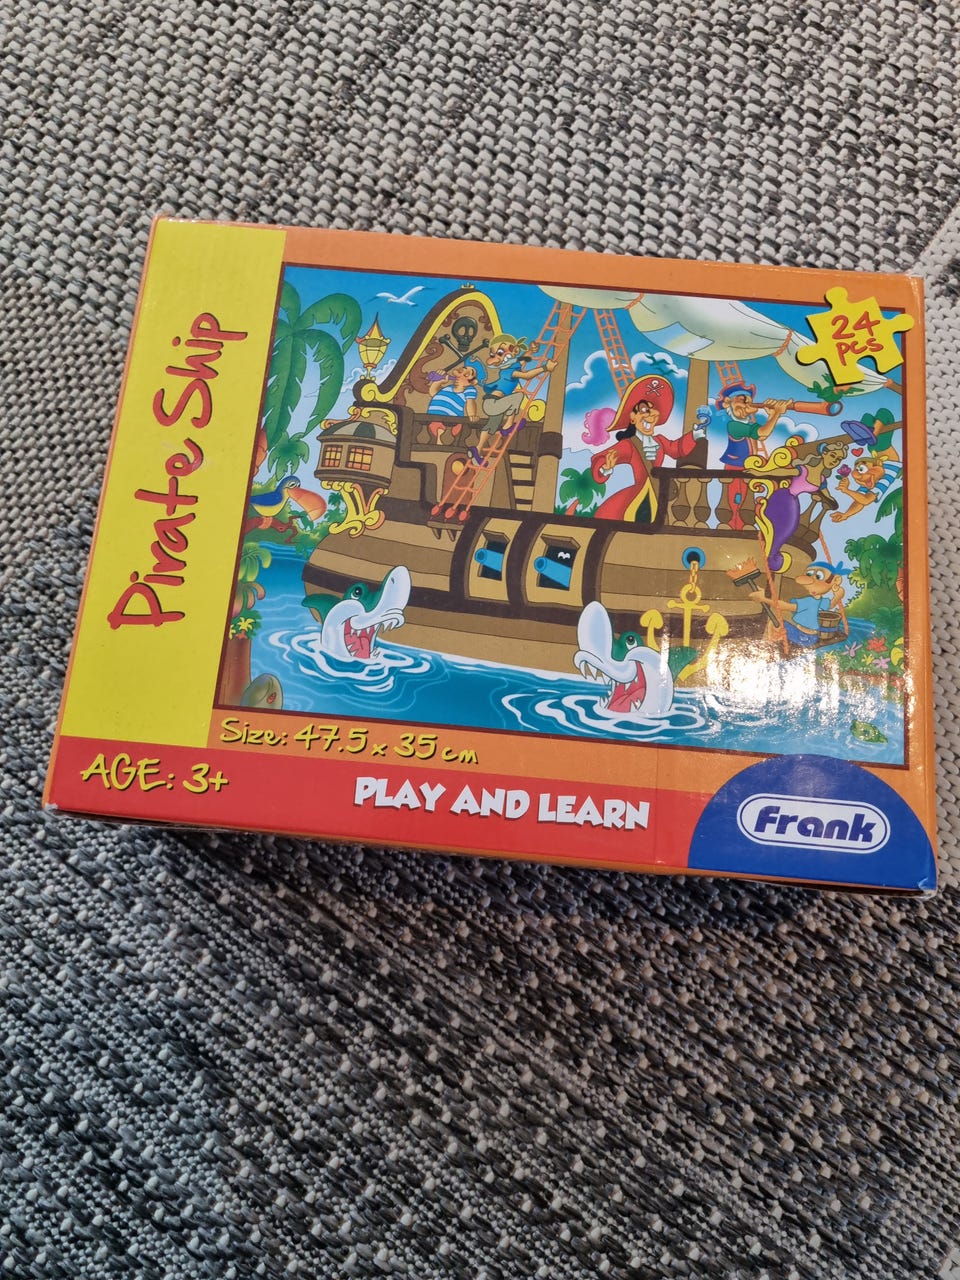 Pirate Ship
24
PCS
Size: 47.5 x 35 cm
AGE: 3+
PLAY AND LEARN
Frank